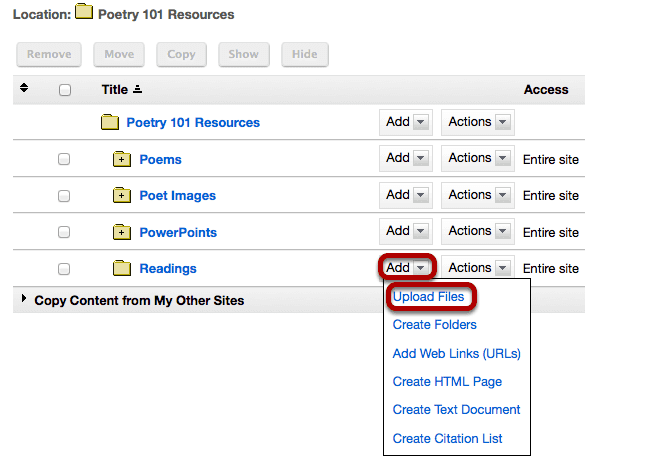 Location: Poetry 101 Resources
Remove Move Copy Show Hide
Title Access
Poetry 101 Resources Add Actions
Poems Add Actions Entire site
Poet Images Add Actions Entire site
PowerPoints Add Actions Entire site
Readings Add Actions Entire site
Copy Content from My Other Sites
Upload Files
Create Folders
Add Web Links (URLs)
Create HTML Page
Create Text Document
Create Citation List